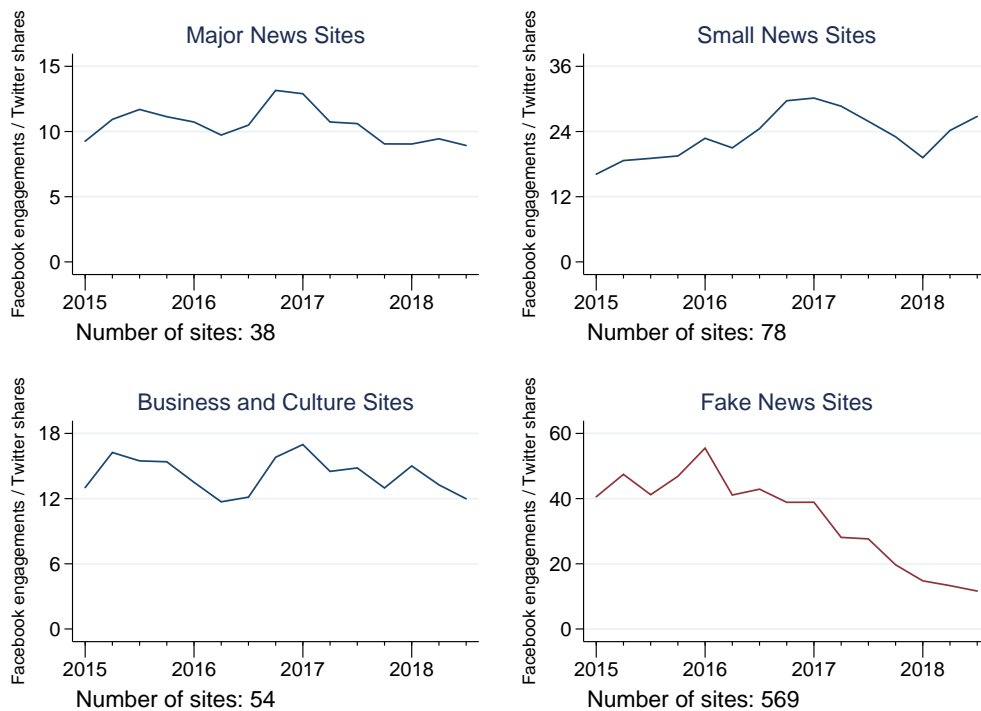 Major News Sites
Facebook engagements / Twitter shares
15
10
5
0
2015 2016 2017 2018
Number of sites: 38
Small News Sites
Facebook engagements / Twitter shares
36
24
12
0
2015 2016 2017 2018
Number of sites: 78
Business and Culture Sites
Facebook engagements / Twitter shares
18
12
6
0
2015 2016 2017 2018
Number of sites: 54
Fake News Sites
Facebook engagements / Twitter shares
60
40
20
0
2015 2016 2017 2018
Number of sites: 569